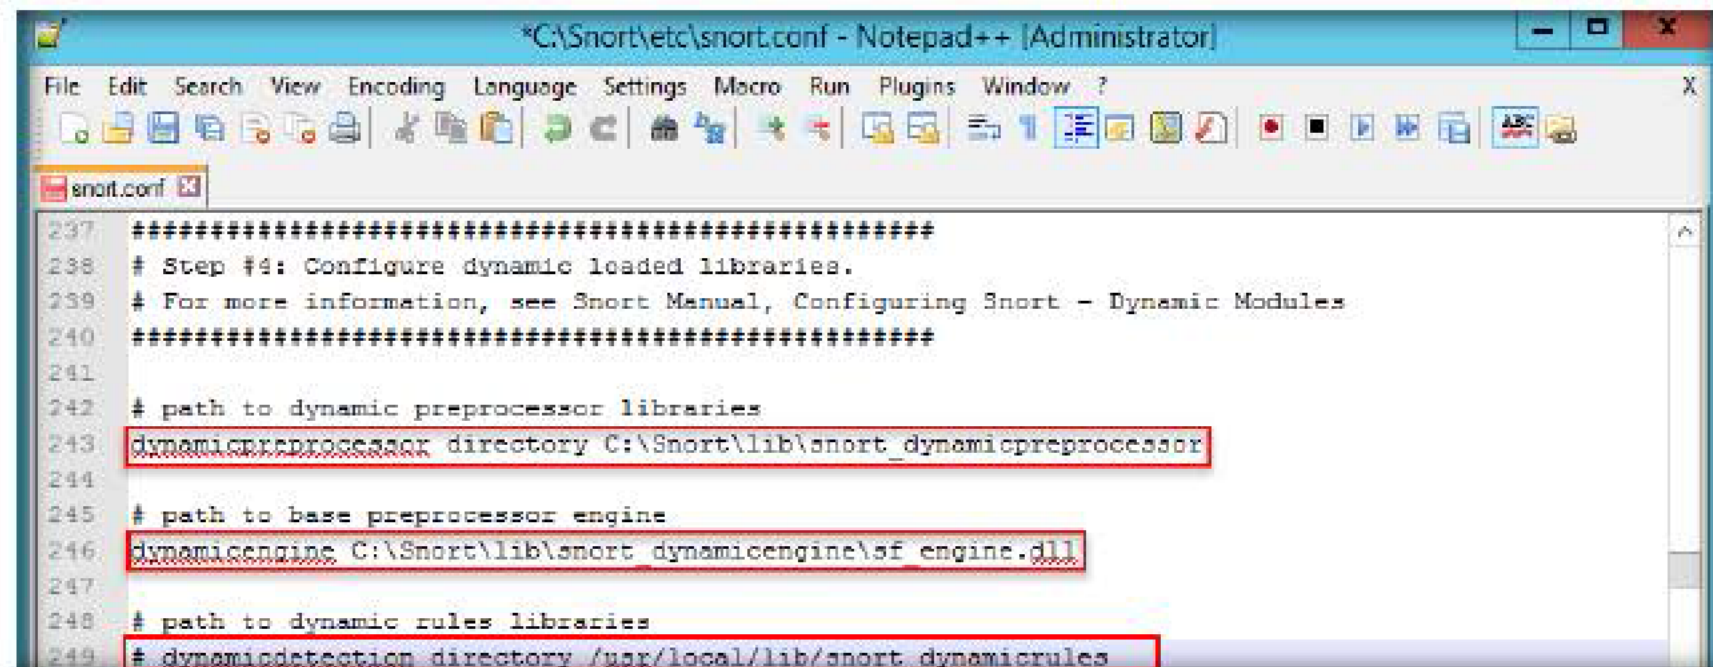 *C:\Snort\etc\snort.conf - Notepad++ [Administrator]
File Edit Search View Encoding Language Settings Macro Run Plugins Window ? X
snort.conf
237 ###################################################
238 # Step #4: Configure dynamic loaded libraries.
239 # For more information, see Snort Manual, Configuring Snort - Dynamic Modules
240 ###################################################
241
242 # path to dynamic preprocessor libraries
243 dynamicpreprocessor directory C:\Snort\lib\snort_dynamicpreprocessor
244
245 # path to base preprocessor engine
246 dynamicengine C:\Snort\lib\snort_dynamicengine\sf_engine.dll
247
248 # path to dynamic rules libraries
249 # dynamicdetection directory /usr/local/lib/snort_dynamicrules